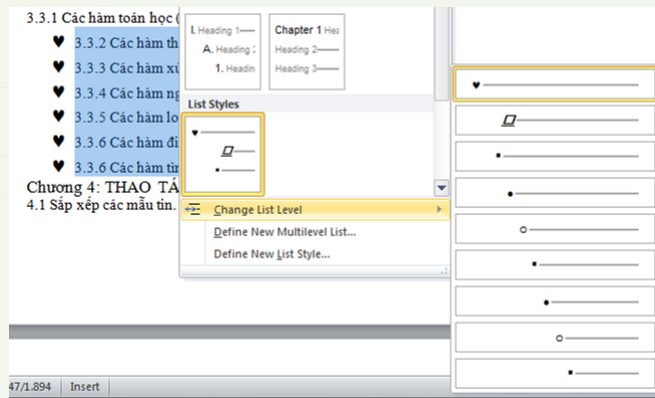 3.3.1 Các hàm toán học (
♥ 3.3.2 Các hàm th
♥ 3.3.3 Các hàm xử
♥ 3.3.4 Các hàm ng
♥ 3.3.5 Các hàm lo
♥ 3.3.6 Các hàm đi
♥ 3.3.6 Các hàm tìm
Chương 4: THAO TÁ
4.1 Sắp xếp các mẫu tin.
I. Heading 1
A. Heading 2
1. Headin
Chapter 1 Hea
Heading 2
Heading 3
List Styles
Change List Level
Define New Multilevel List...
Define New List Style...
47/1.894 Insert